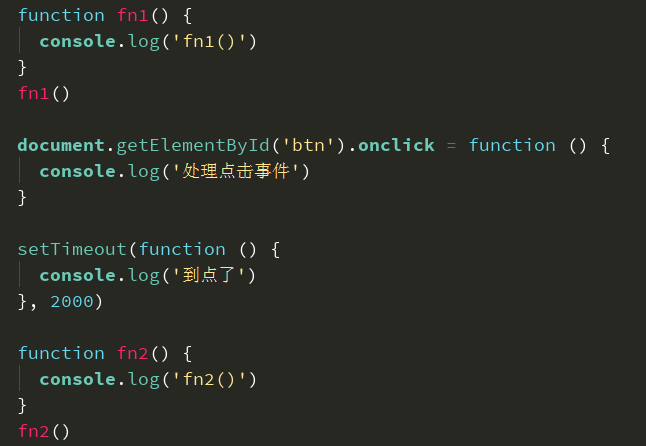 function fn1() {
  console.log('fn1()')
}
fn1()

document.getElementById('btn').onclick = function () {
  console.log('处理点击事件')
}

setTimeout(function () {
  console.log('到点了')
}, 2000)

function fn2() {
  console.log('fn2()')
}
fn2()